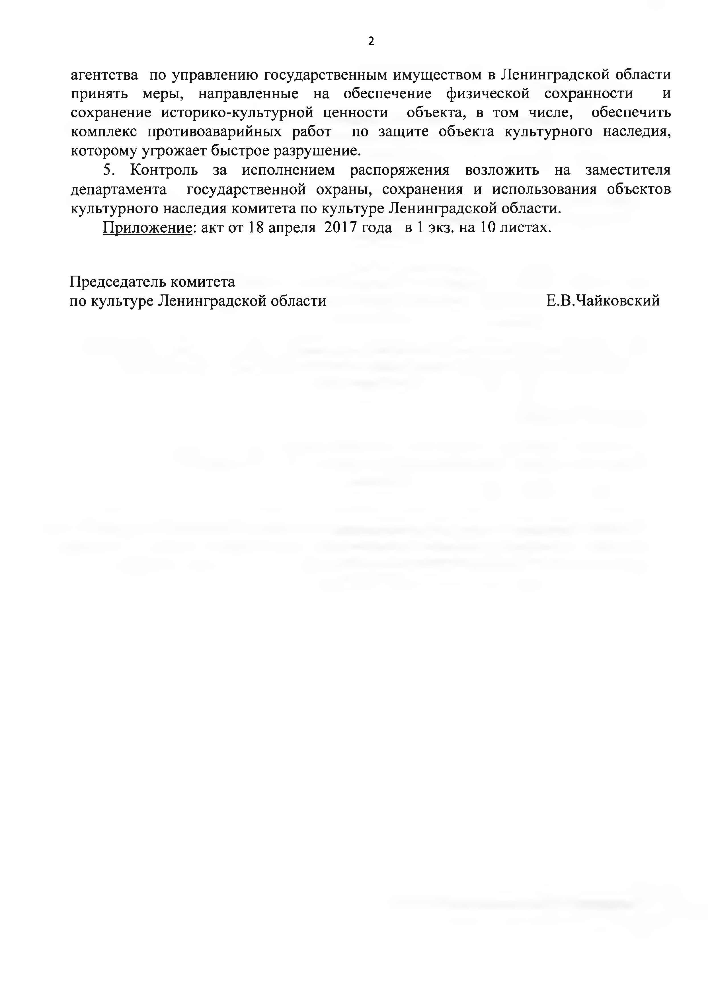 2
агентства по управлению государственным имуществом в Ленинградской области
принять меры, направленные на обеспечение физической сохранности и
сохранение историко-культурной ценности объекта, в том числе, обеспечить
комплекс противоаварийных работ по защите объекта культурного наследия,
которому угрожает быстрое разрушение.
5. Контроль за исполнением распоряжения возложить на заместителя
департамента государственной охраны, сохранения и использования объектов
культурного наследия комитета по культуре Ленинградской области.
Приложение: акт от 18 апреля 2017 года в 1 экз. на 10 листах.
Председатель комитета
по культуре Ленинградской области Е.В.Чайковский